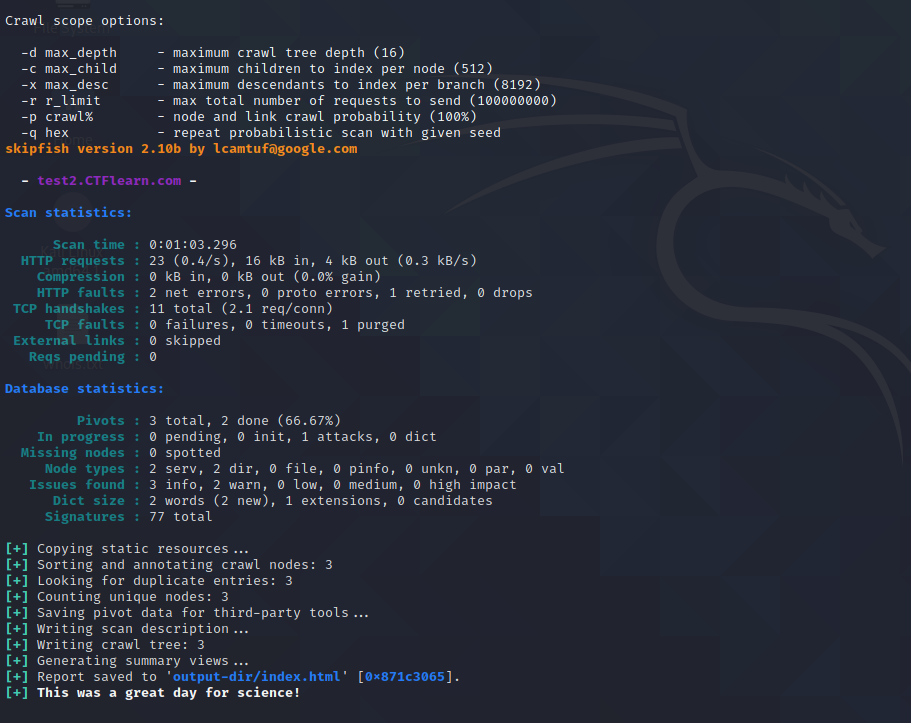 Crawl scope options:
-d max_depth - maximum crawl tree depth (16)
-c max_child - maximum children to index per node (512)
-x max_desc - maximum descendants to index per branch (8192)
-r r_limit - max total number of requests to send (100000000)
-p crawl% - node and link crawl probability (100%)
-q hex - repeat probabilistic scan with given seed
skipfish version 2.10b by lcamtuf@google.com
- test2.CTFlearn.com -
Scan statistics:
Scan time : 0:01:03.296
HTTP requests : 23 (0.4/s), 16 kB in, 4 kB out (0.3 kB/s)
Compression : 0 kB in, 0 kB out (0.0% gain)
HTTP faults : 2 net errors, 0 proto errors, 1 retried, 0 drops
TCP handshakes : 11 total (2.1 req/conn)
TCP faults : 0 failures, 0 timeouts, 1 purged
External links : 0 skipped
Reqs pending : 0
Database statistics:
Pivots : 3 total, 2 done (66.67%)
In progress : 0 pending, 0 init, 1 attacks, 0 dict
Missing nodes : 0 spotted
Node types : 2 serv, 2 dir, 0 file, 0 pinfo, 0 unkn, 0 par, 0 val
Issues found : 3 info, 2 warn, 0 low, 0 medium, 0 high impact
Dict size : 2 words (2 new), 1 extensions, 0 candidates
Signatures : 77 total
[+] Copying static resources...
[+] Sorting and annotating crawl nodes: 3
[+] Looking for duplicate entries: 3
[+] Counting unique nodes: 3
[+] Saving pivot data for third-party tools...
[+] Writing scan description...
[+] Writing crawl tree: 3
[+] Generating summary views...
[+] Report saved to 'output-dir/index.html' [0×871c3065].
[+] This was a great day for science!